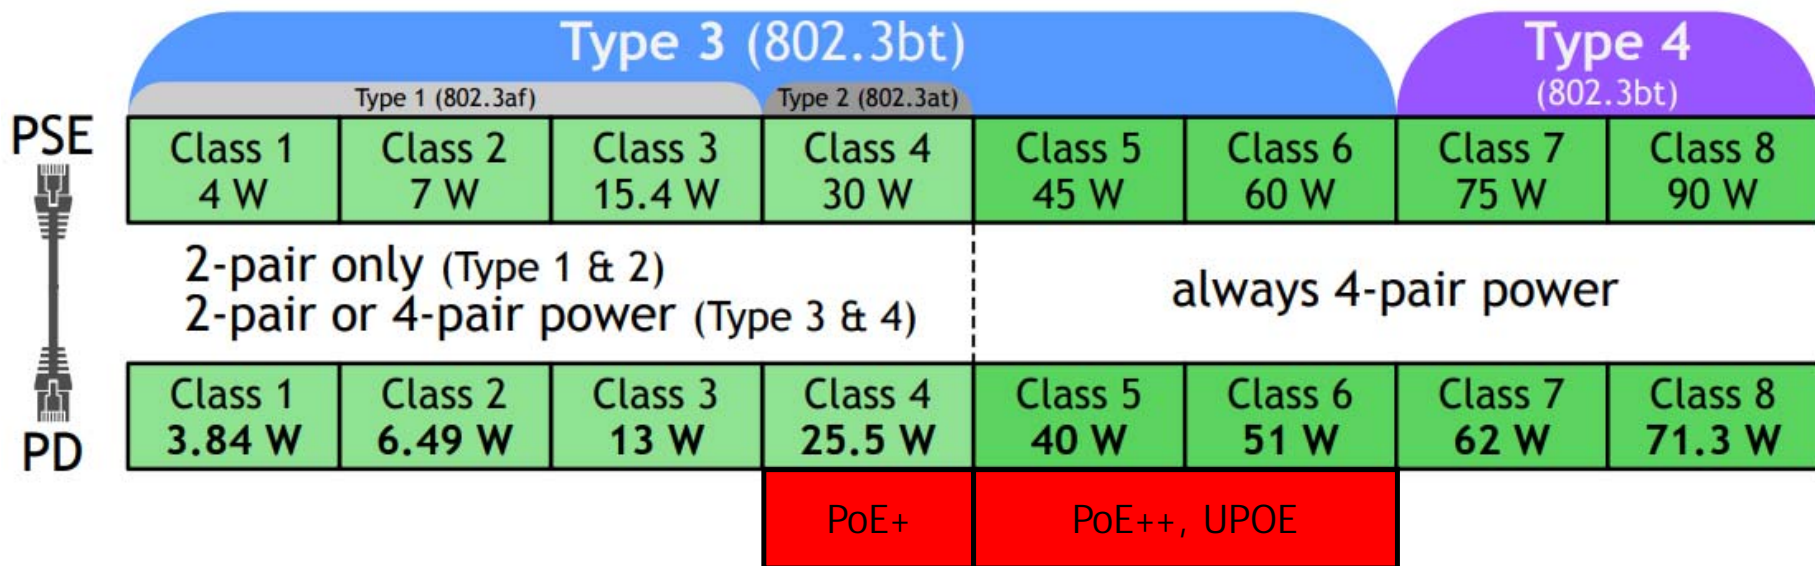 Type 3 (802.3bt)
Type 4
(802.3bt)
Type 1 (802.3af)
Type 2 (802.3at)
PSE
Class 1
4 W
Class 2
7 W
Class 3
15.4 W
Class 4
30 W
Class 5
45 W
Class 6
60 W
Class 7
75 W
Class 8
90 W
2-pair only (Type 1 & 2)
2-pair or 4-pair power (Type 3 & 4)
always 4-pair power
PD
Class 1
3.84 W
Class 2
6.49 W
Class 3
13 W
Class 4
25.5 W
Class 5
40 W
Class 6
51 W
Class 7
62 W
Class 8
71.3 W
PoE+
PoE++, UPOE